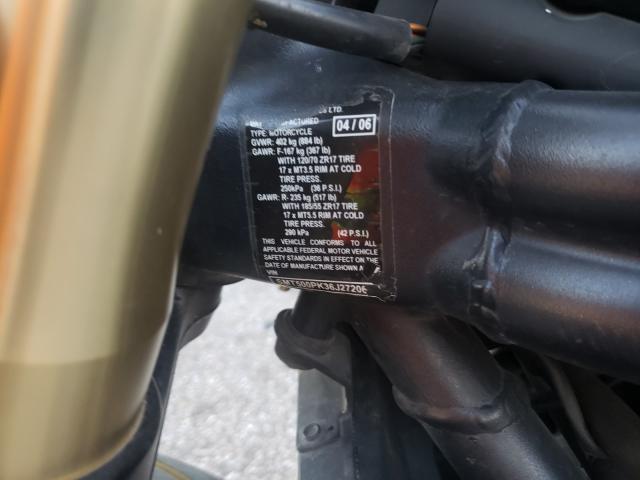 LTD.
04 / 06
TYPE: MOTORCYCLE
GVWR: 402 kg (884 lb)
GAWR: F-167 kg (367 lb)
WITH 120/70 ZR17 TIRE
17 x MT3.5 RIM AT COLD
TIRE PRESS.
250kPa (36 P.S.I.)
GAWR: R- 235 kg (517 lb)
WITH 185/55 ZR17 TIRE
17 x MT5.5 RIM AT COLD
TIRE PRESS.
290 kPa (42 P.S.I.)
THIS VEHICLE CONFORMS TO ALL
APPLICABLE FEDERAL MOTOR VEHICLE
SAFETY STANDARDS IN EFFECT ON THE
DATE OF MANUFACTURE SHOWN
VIN
SMT500PK36J27206